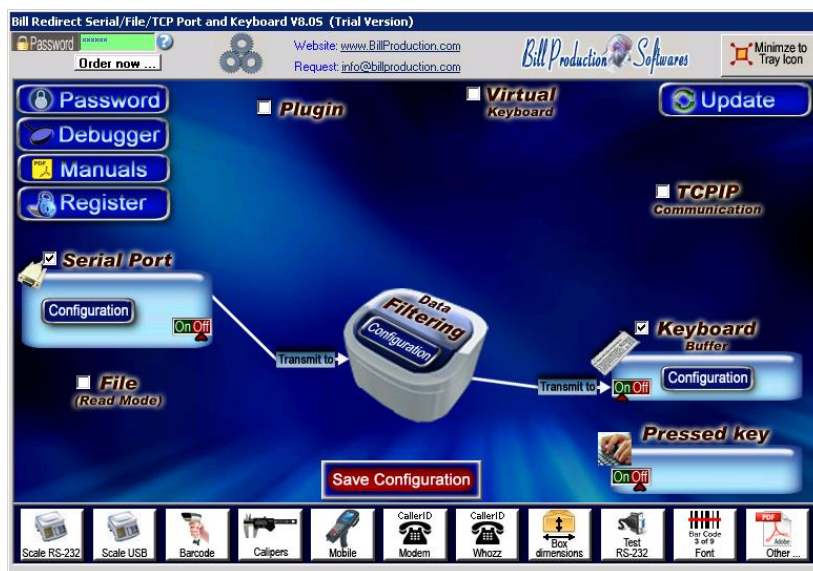 Bill Redirect Serial/File/TCP Port and Keyboard V8.0S (Trial Version)
Password
******
?
Order now ...
Website: www.BillProduction.com
Request: info@billproduction.com
Bill Production Softwares
Minimze to
Tray Icon
Password
Debugger
Manuals
Register
Plugin
Virtual
Keyboard
Update
TCPIP
Communication
Serial Port
Configuration
On Off
Data
Filtering
Configuration
Transmit to
Keyboard
Buffer
Transmit to
On Off
Configuration
File
(Read Mode)
Pressed key
On Off
Save Configuration
Scale RS-232
Scale USB
Barcode
Calipers
Mobile
CallerID
Modem
CallerID
Whozz
Box
dimensions
Test
RS-232
Bar Code
3 of 9
Font
PDF
Adobe
Other ...